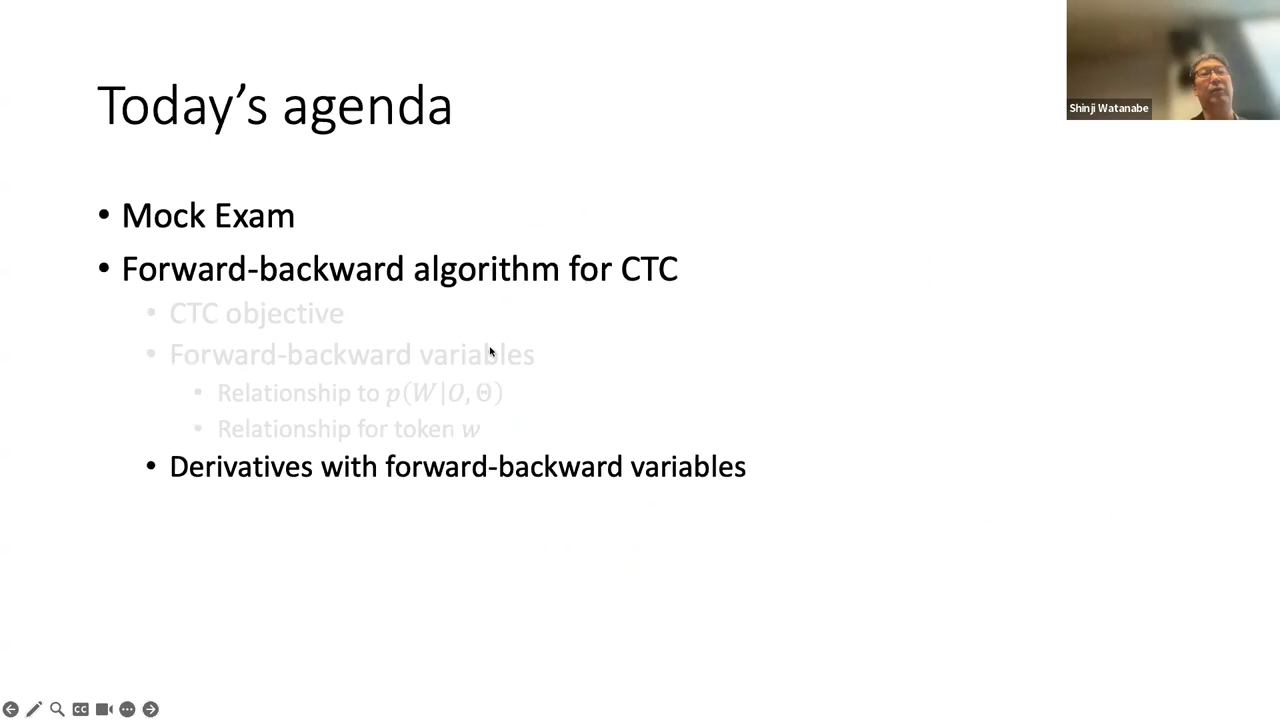 Shinji Watanabe
Today's agenda
• Mock Exam
• Forward-backward algorithm for CTC
• CTC objective
• Forward-backward variables
• Relationship to p(W|O, Θ)
• Relationship for token w
• Derivatives with forward-backward variables
CC